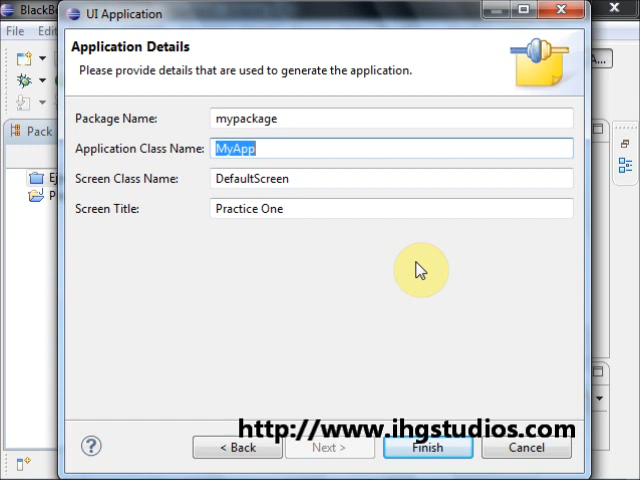 BlackBe
UI Application
File Edi
Application Details
Please provide details that are used to generate the application.
A...
Pack
Package Name: mypackage
Application Class Name: MyApp
Screen Class Name: DefaultScreen
Screen Title: Practice One
Ej
P
http://www.ihgstudios.com
? < Back Next > Finish Cancel